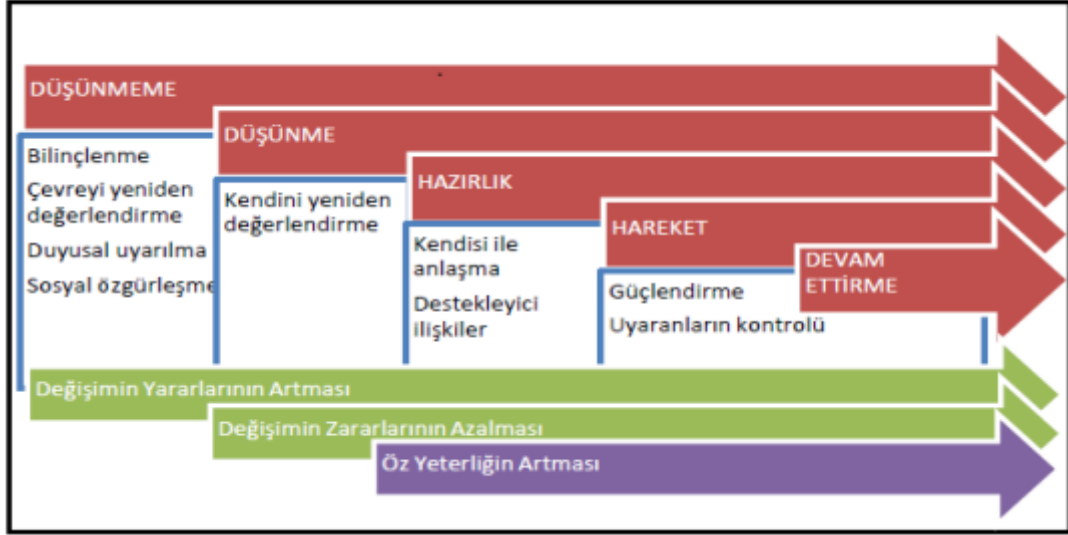 DÜŞÜNMEME
Bilinçlenme
Çevreyi yeniden
değerlendirme
Duyusal uyarılma
Sosyal özgürleşme
DÜŞÜNME
Kendini yeniden
değerlendirme
HAZIRLIK
Kendisi ile
anlaşma
Destekleyici
ilişkiler
HAREKET
Güçlendirme
Uyaranların kontrolü
DEVAM
ETTİRME
Değişimin Yararlarının Artması
Değişimin Zararlarının Azalması
Öz Yeterliğin Artması